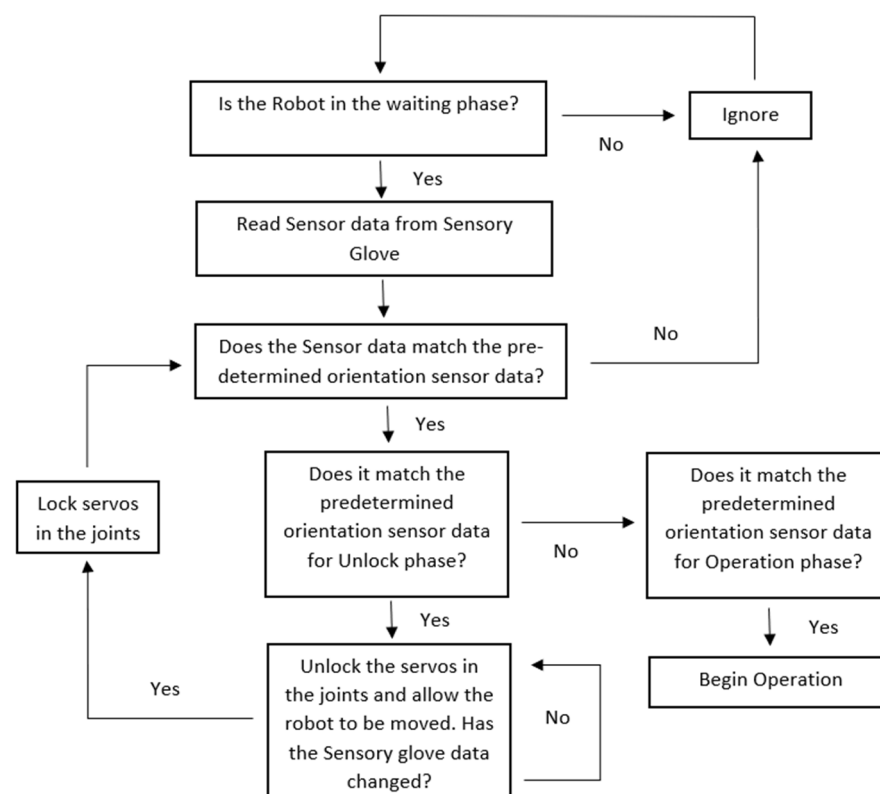 Is the Robot in the waiting phase?
Ignore
No
Yes
Read Sensor data from Sensory
Glove
No
Does the Sensor data match the pre-
determined orientation sensor data?
Yes
Does it match the
predetermined
orientation sensor data
for Unlock phase?
No
Does it match the
predetermined
orientation sensor data
for Operation phase?
Lock servos
in the joints
Yes
Yes
Unlock the servos in
the joints and allow the
robot to be moved. Has
the Sensory glove data
changed?
No
Yes
Begin Operation